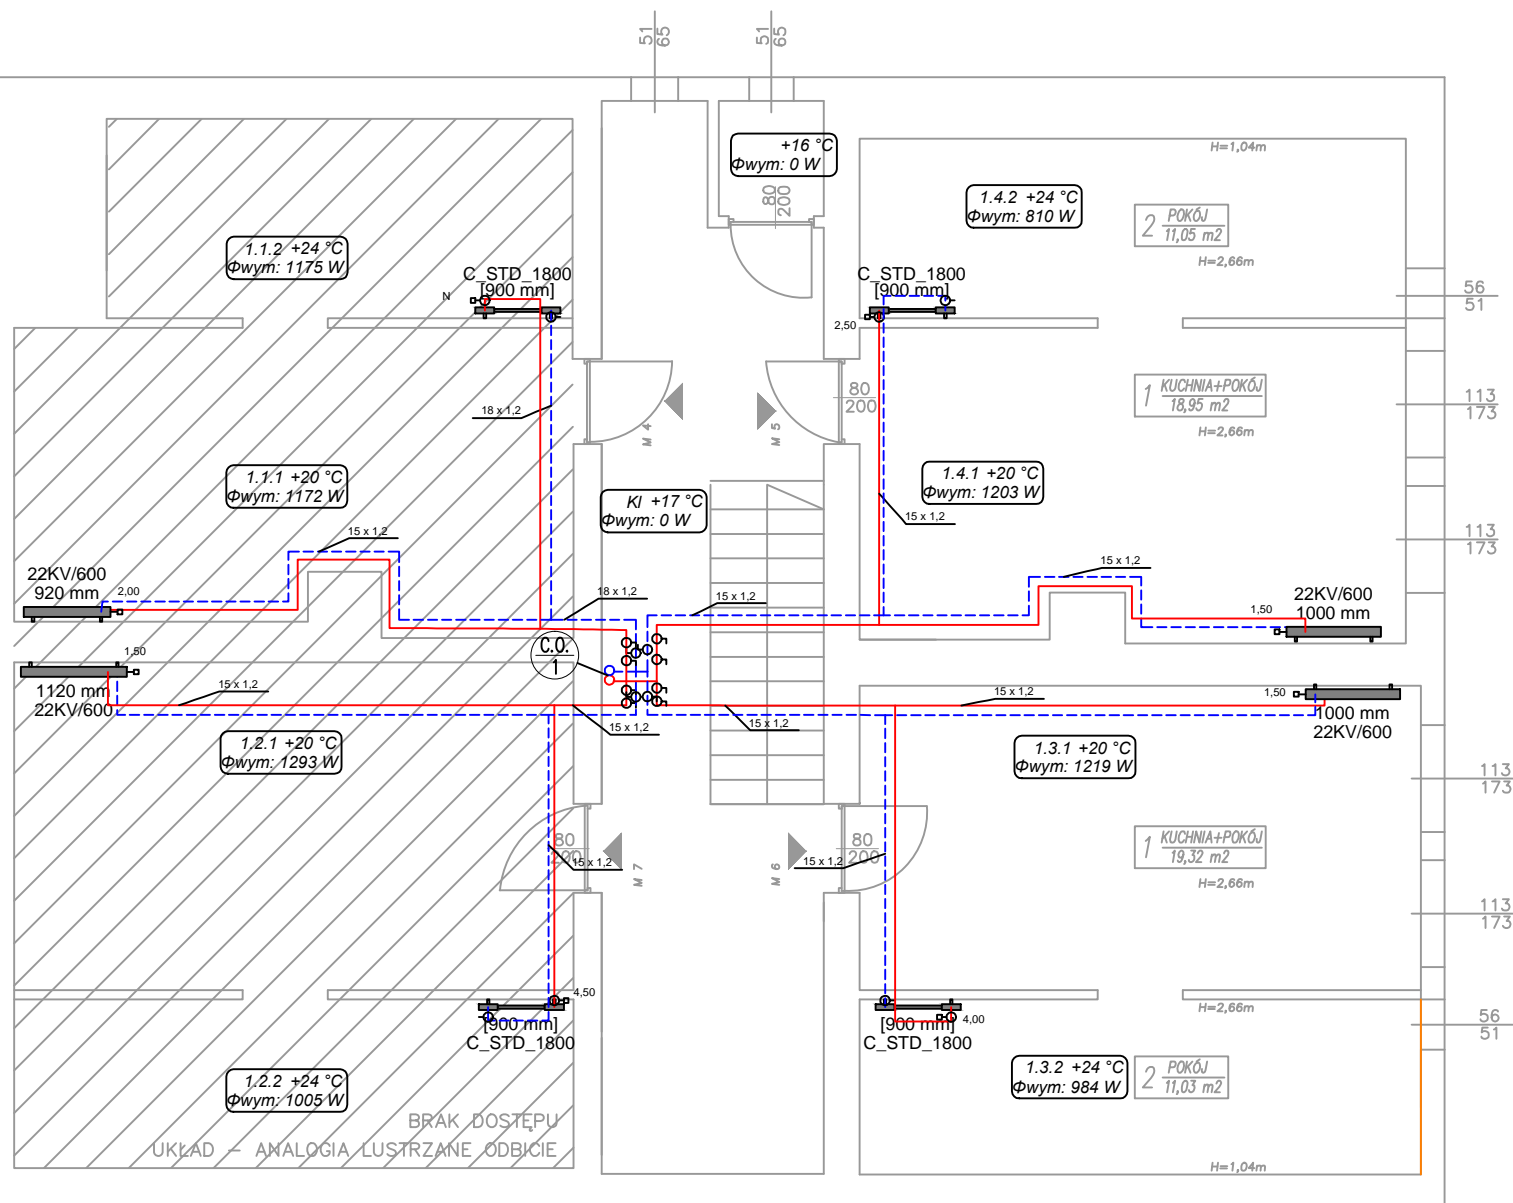 51
65
51
65
+16 °C
Φwym: 0 W
80
200
H=1,04m
1.4.2 +24 °C
Φwym: 810 W
2 POKÓJ
11,05 m2
H=2,66m
1.1.2 +24 °C
Φwym: 1175 W
C_STD_1800
[900 mm]
N
C_STD_1800
[900 mm]
2,50
56
51
18 x 1,2
M 4
M 5
80
200
1 KUCHNIA+POKÓJ
18,95 m2
H=2,66m
113
173
1.1.1 +20 °C
Φwym: 1172 W
Kl +17 °C
Φwym: 0 W
1.4.1 +20 °C
Φwym: 1203 W
15 x 1,2
15 x 1,2
113
173
15 x 1,2
22KV/600
920 mm
2,00
18 x 1,2
15 x 1,2
1,50
22KV/600
1000 mm
C.O.
1
1,50
1120 mm
22KV/600
15 x 1,2
15 x 1,2
15 x 1,2
15 x 1,2
1,50
1000 mm
22KV/600
1.2.1 +20 °C
Φwym: 1293 W
1.3.1 +20 °C
Φwym: 1219 W
113
173
80
200
15 x 1,2
M 7
M 6
15 x 1,2
80
200
1 KUCHNIA+POKÓJ
19,32 m2
H=2,66m
113
173
4,50
[900 mm]
C_STD_1800
[900 mm]
4,00
C_STD_1800
H=2,66m
56
51
1.2.2 +24 °C
Φwym: 1005 W
1.3.2 +24 °C
Φwym: 984 W
2 POKÓJ
11,03 m2
BRAK DOSTĘPU
UKŁAD – ANALOGIA LUSTRZANE ODBICIE
H=1,04m